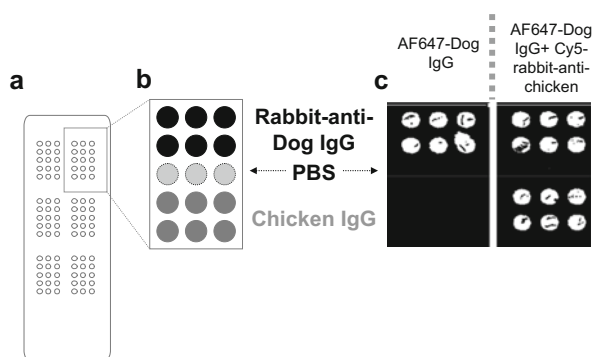 a
b
Rabbit-anti-
Dog IgG
PBS
Chicken IgG
c
AF647-Dog
IgG
AF647-Dog
IgG+ Cy5-
rabbit-anti-
chicken